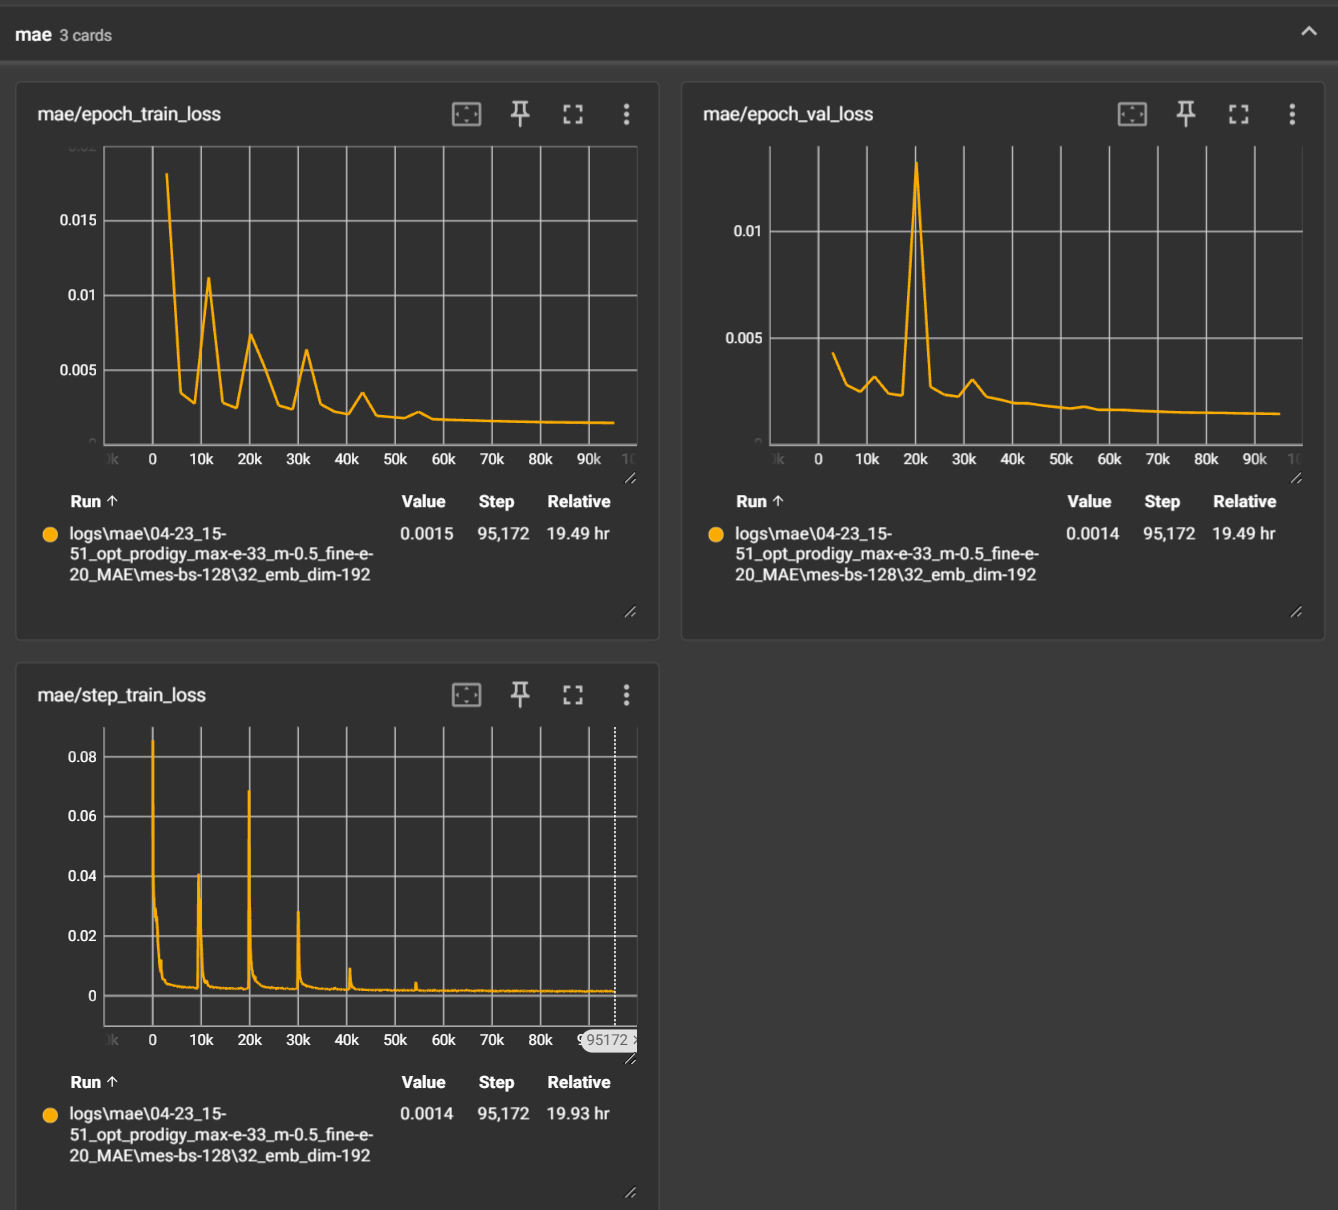 mae 3 cards
mae/epoch_train_loss
0.02
0.015
0.01
0.005
0
0 10k 20k 30k 40k 50k 60k 70k 80k 90k
Run ↑ Value Step Relative
logs\mae\04-23_15-
51_opt_prodigy_max-e-33_m-0.5_fine-e-
20_MAE\mes-bs-128\32_emb_dim-192
0.0015 95,172 19.49 hr
mae/epoch_val_loss
0.01
0.005
0
0 10k 20k 30k 40k 50k 60k 70k 80k 90k
Run ↑ Value Step Relative
logs\mae\04-23_15-
51_opt_prodigy_max-e-33_m-0.5_fine-e-
20_MAE\mes-bs-128\32_emb_dim-192
0.0014 95,172 19.49 hr
mae/step_train_loss
0.08
0.06
0.04
0.02
0
0 10k 20k 30k 40k 50k 60k 70k 80k 95172
Run ↑ Value Step Relative
logs\mae\04-23_15-
51_opt_prodigy_max-e-33_m-0.5_fine-e-
20_MAE\mes-bs-128\32_emb_dim-192
0.0014 95,172 19.93 hr